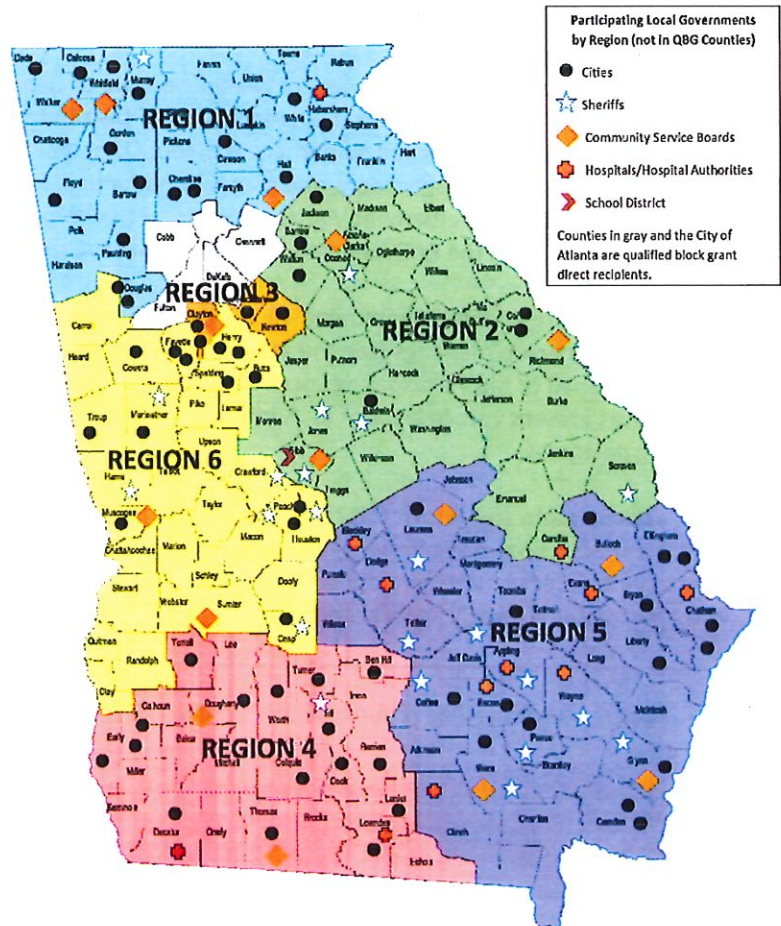 Participating Local Governments
by Region (not in QBG Counties)
Cities
Sheriffs
Community Service Boards
Hospitals/Hospital Authorities
School District
Counties in gray and the City of
Atlanta are qualified block grant
direct recipients.
REGION 1
Dade
Catoosa
Whitfield
Murray
Walker
Towns
Rabun
Union
White
Habersham
Stephens
Chattooga
Gordon
Pickens
Lumpkin
Dawson
Hall
Banks
Franklin
Hart
Floyd
Bartow
Cherokee
Forsyth
Polk
Paulding
Haralson
Douglas
Cobb
Gwinnett
DeKalb
Fulton
REGION 3
Clayton
Newton
REGION 2
Jackson
Madison
Elbert
Barrow
Clarke
Oconee
Oglethorpe
Walton
Wilkes
Lincoln
Morgan
Warren
Richmond
Jasper
Putnam
Hancock
Glascock
Jefferson
Burke
Monroe
Jones
Baldwin
Washington
Wilkinson
Twiggs
Bibb
Jenkins
Screven
Emanuel
Candler
REGION 6
Carroll
Heard
Coweta
Fayette
Henry
Spalding
Butts
Troup
Meriwether
Pike
Lamar
Upson
Harris
Talbot
Crawford
Peach
Houston
Muscogee
Taylor
Macon
Chattahoochee
Marion
Schley
Dooly
Stewart
Webster
Sumter
Crisp
Quitman
Randolph
Clay
REGION 5
Johnson
Laurens
Bleckley
Dodge
Treutlen
Montgomery
Pulaski
Wheeler
Toombs
Tattnall
Evans
Bulloch
Effingham
Bryan
Chatham
Wilcox
Telfair
Jeff Davis
Appling
Long
Liberty
Coffee
Bacon
Wayne
McIntosh
Atkinson
Pierce
Ware
Brantley
Glynn
Clinch
Charlton
Camden
REGION 4
Terrell
Lee
Turner
Ben Hill
Irwin
Calhoun
Dougherty
Worth
Tift
Early
Baker
Mitchell
Colquitt
Berrien
Miller
Cook
Seminole
Decatur
Grady
Thomas
Brooks
Lanier
Lowndes
Echols